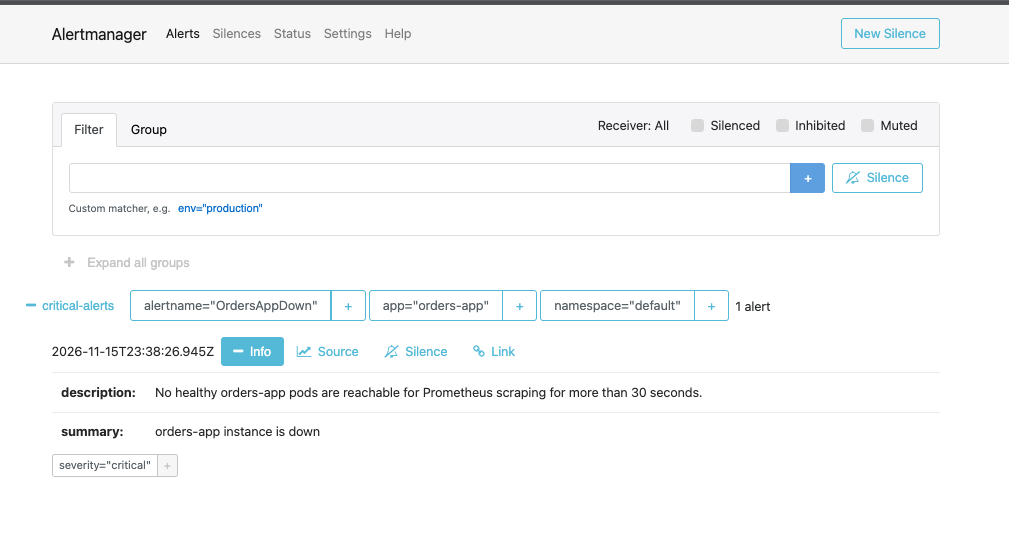 Alertmanager Alerts Silences Status Settings Help New Silence
Filter Group Receiver: All Silenced Inhibited Muted
+ Silence
Custom matcher, e.g. env="production"
+ Expand all groups
− critical-alerts alertname="OrdersAppDown" + app="orders-app" + namespace="default" + 1 alert
2026-11-15T23:38:26.945Z − Info Source Silence Link
description: No healthy orders-app pods are reachable for Prometheus scraping for more than 30 seconds.
summary: orders-app instance is down
severity="critical" +